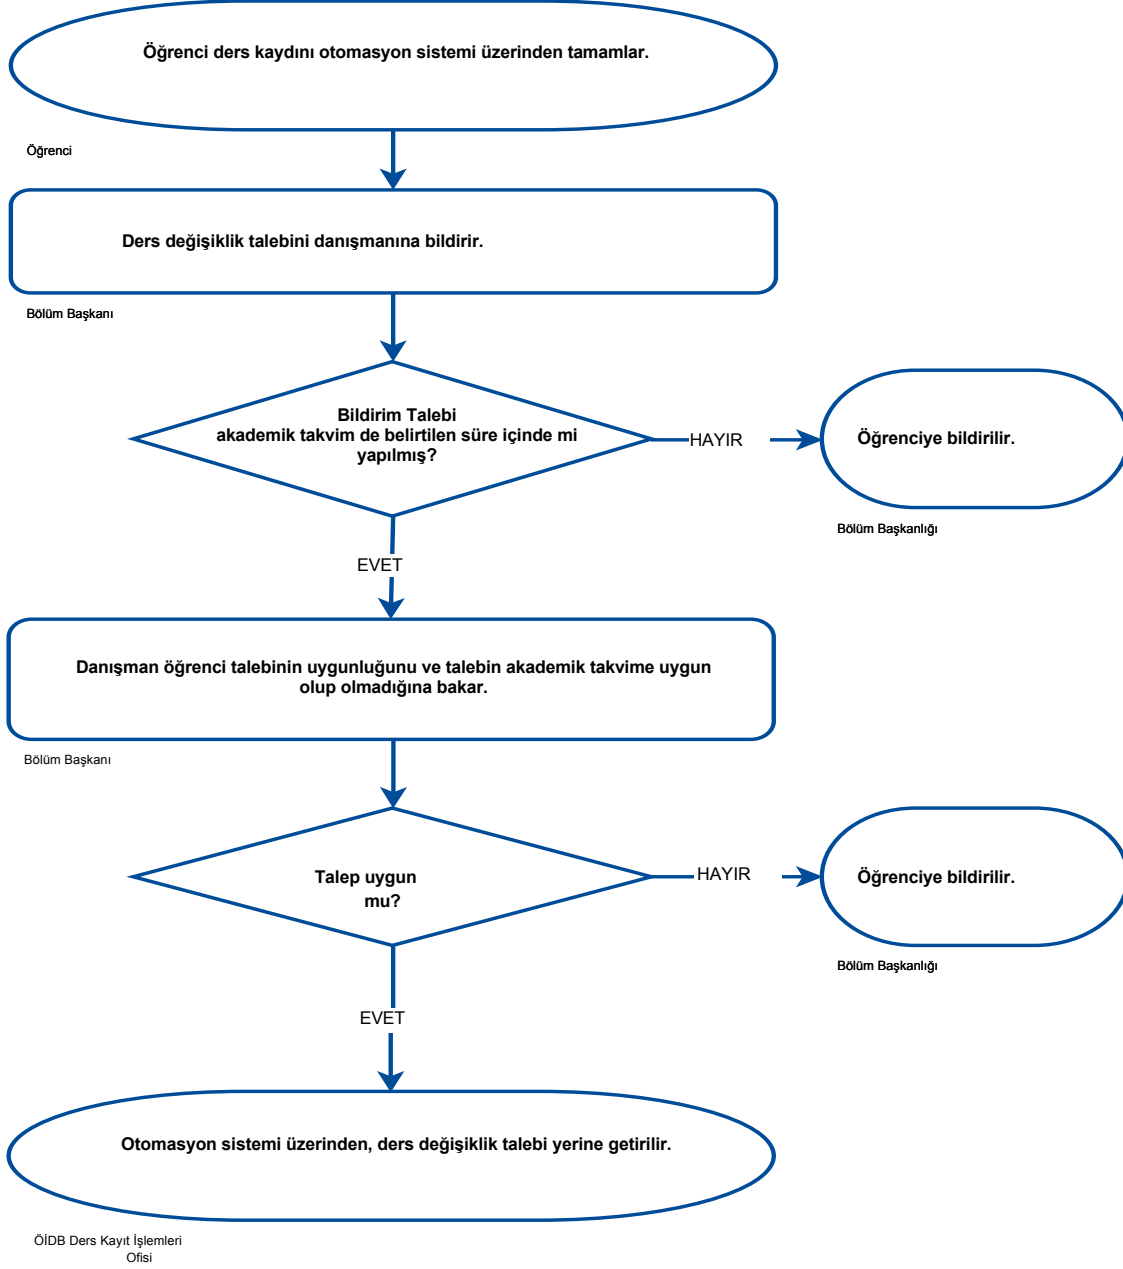 Öğrenci ders kaydını otomasyon sistemi üzerinden tamamlar.
Öğrenci
Ders değişiklik talebini danışmanına bildirir.
Bölüm Başkanı
Bildirim Talebi
akademik takvim de belirtilen süre içinde mi
yapılmış?
HAYIR
Öğrenciye bildirilir.
Bölüm Başkanlığı
EVET
Danışman öğrenci talebinin uygunluğunu ve talebin akademik takvime uygun
olup olmadığına bakar.
Bölüm Başkanı
Talep uygun
mu?
HAYIR
Öğrenciye bildirilir.
Bölüm Başkanlığı
EVET
Otomasyon sistemi üzerinden, ders değişiklik talebi yerine getirilir.
ÖİDB Ders Kayıt İşlemleri
Ofisi